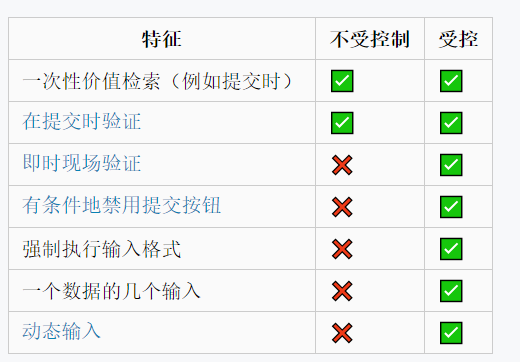 特征 不受控制 受控
一次性价值检索（例如提交时） ✅ ✅
在提交时验证 ✅ ✅
即时现场验证 ❌ ✅
有条件地禁用提交按钮 ❌ ✅
强制执行输入格式 ❌ ✅
一个数据的几个输入 ❌ ✅
动态输入 ❌ ✅